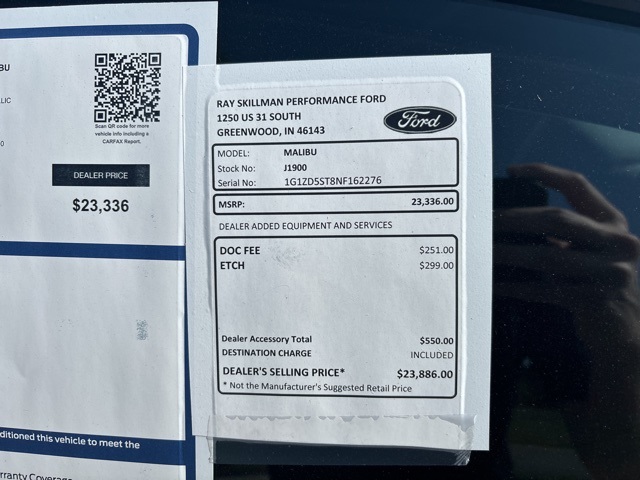 BU
LIC
0
Scan QR code for more
vehicle info including a
CARFAX Report.
DEALER PRICE
$23,336
ditioned this vehicle to meet the
rranty Coverage
RAY SKILLMAN PERFORMANCE FORD
1250 US 31 SOUTH
GREENWOOD, IN 46143
Ford
MODEL: MALIBU
Stock No: J1900
Serial No: 1G1ZD5ST8NF162276
MSRP: 23,336.00
DEALER ADDED EQUIPMENT AND SERVICES
DOC FEE $251.00
ETCH $299.00
Dealer Accessory Total $550.00
DESTINATION CHARGE INCLUDED
DEALER'S SELLING PRICE* $23,886.00
* Not the Manufacturer's Suggested Retail Price